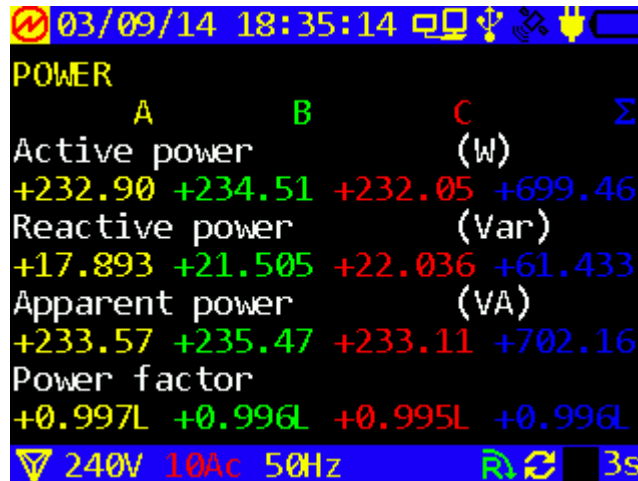 03/09/14 18:35:14
POWER
A B C Σ
Active power (W)
+232.90 +234.51 +232.05 +699.46
Reactive power (Var)
+17.893 +21.505 +22.036 +61.433
Apparent power (VA)
+233.57 +235.47 +233.11 +702.16
Power factor
+0.997L +0.996L +0.995L +0.996L
240V 10Ac 50Hz R 3s